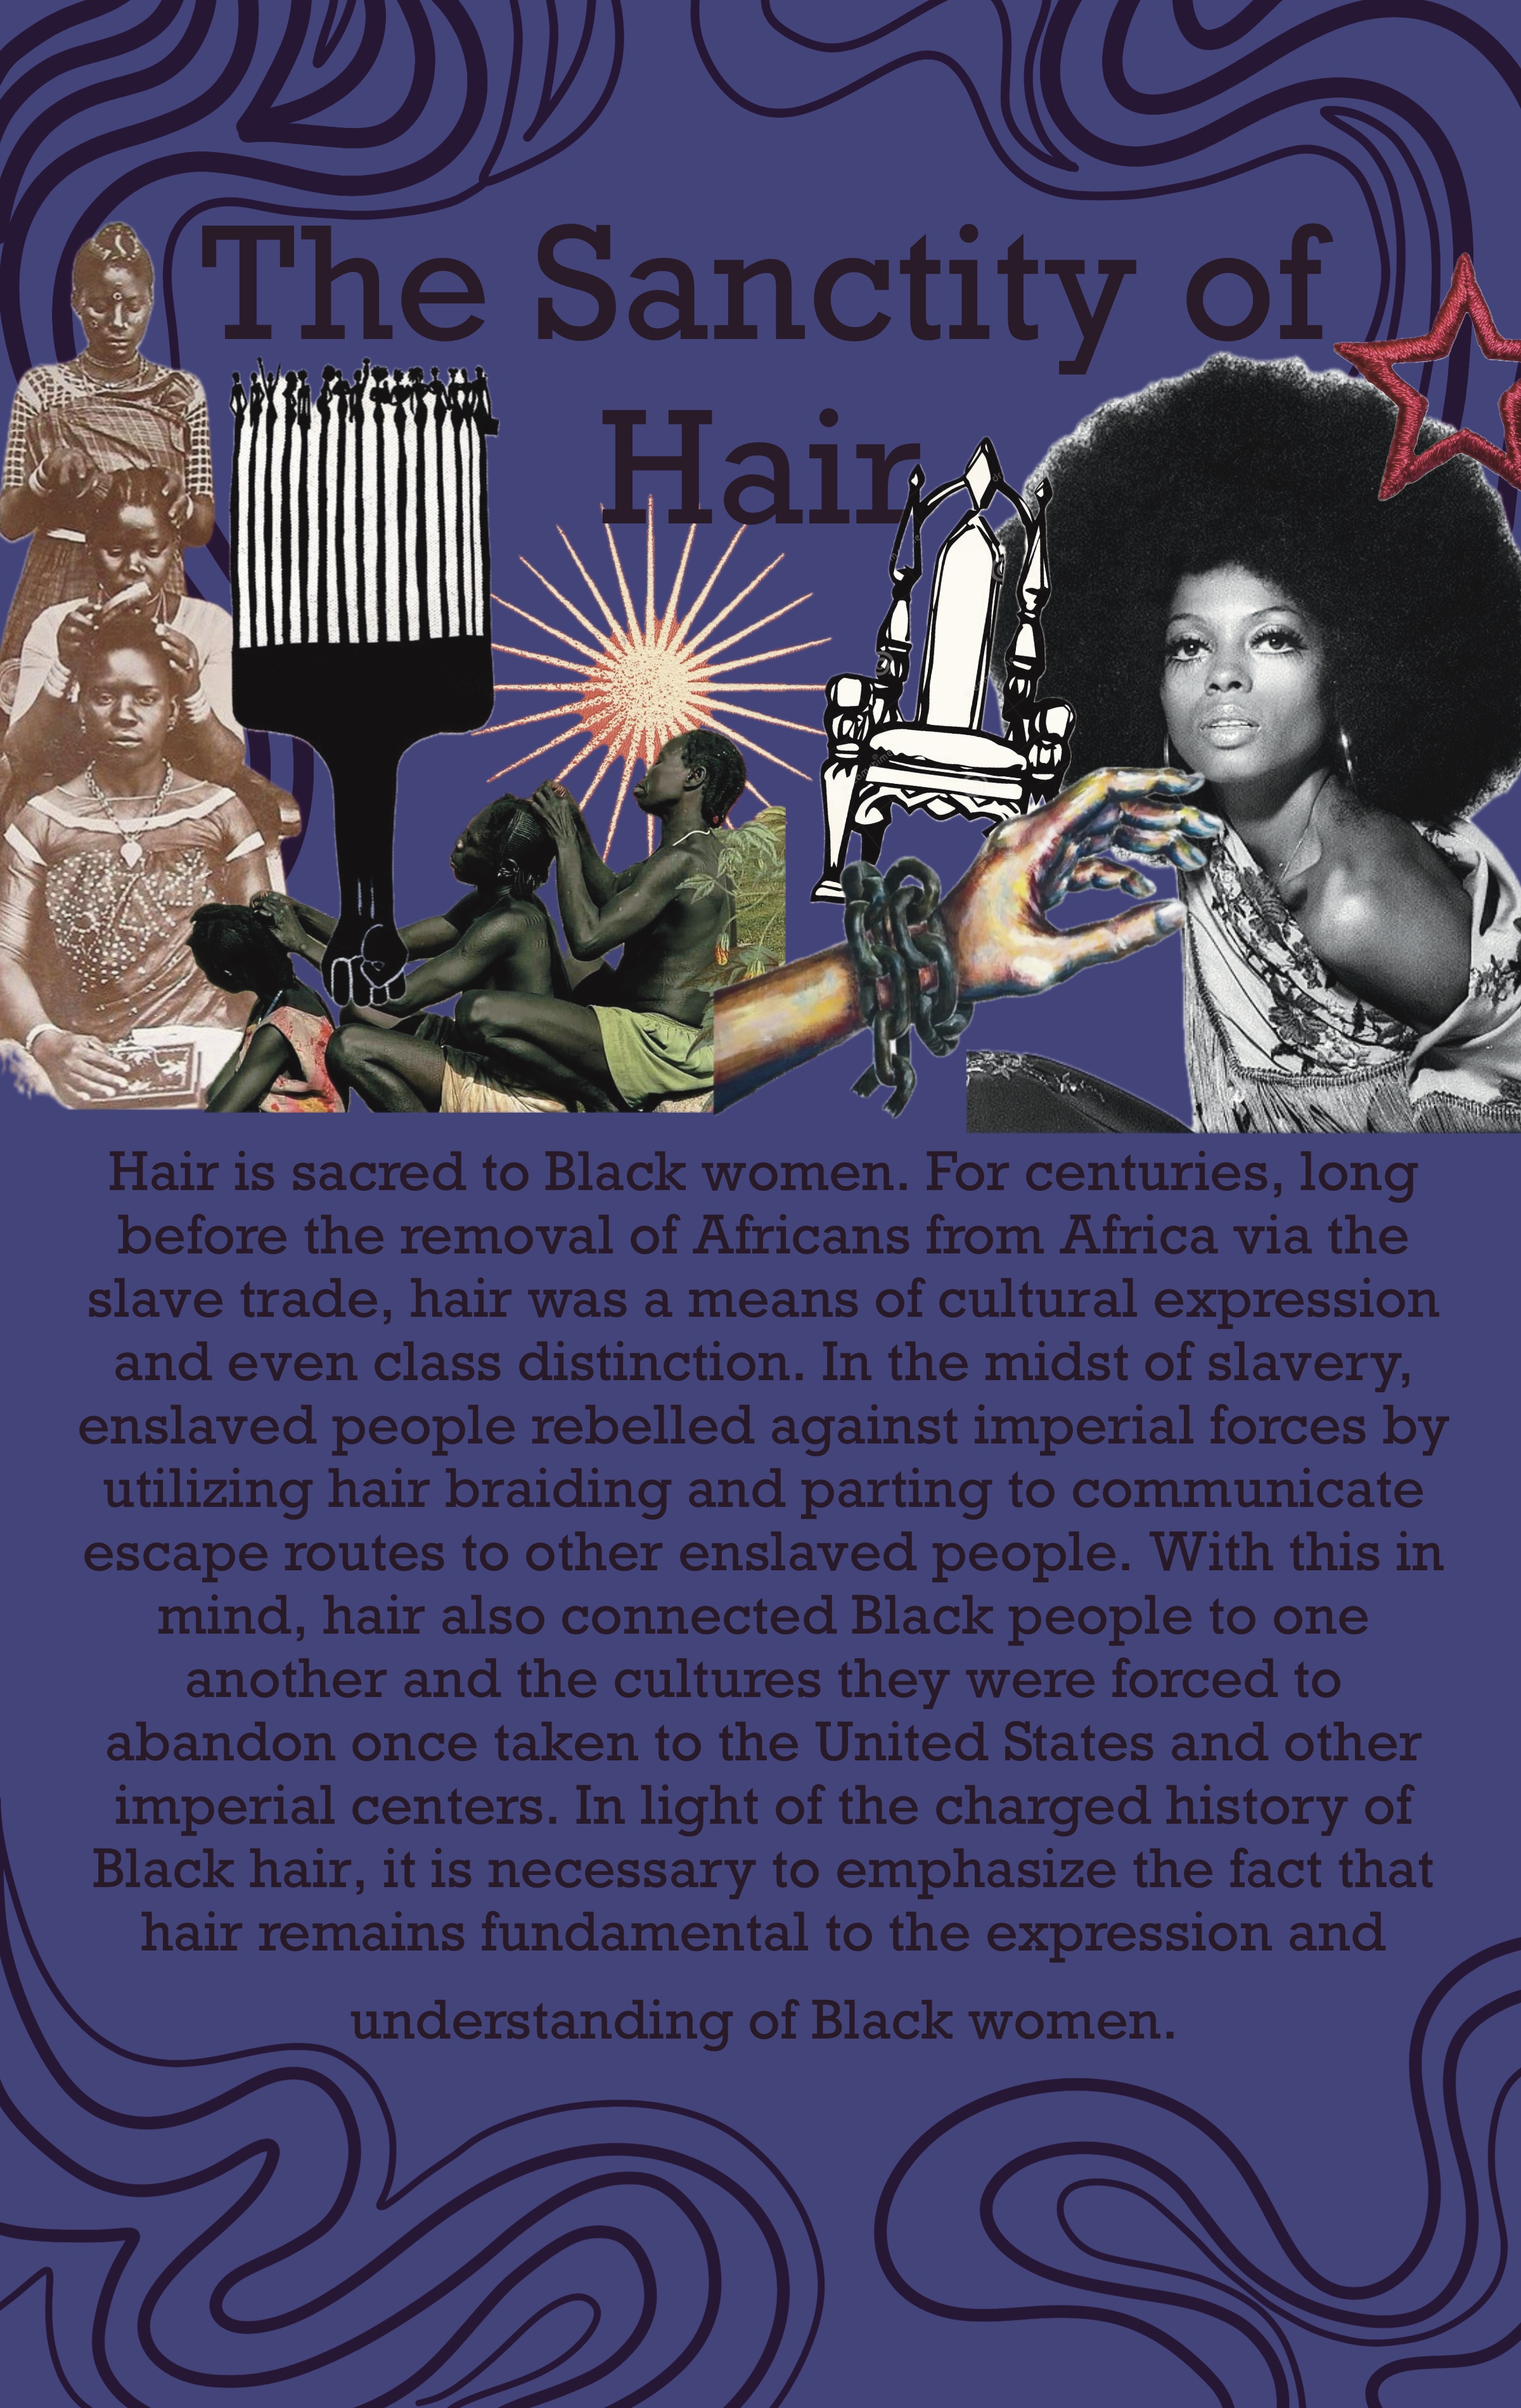 The Sanctity of
Hair
Hair is sacred to Black women. For centuries, long
before the removal of Africans from Africa via the
slave trade, hair was a means of cultural expression
and even class distinction. In the midst of slavery,
enslaved people rebelled against imperial forces by
utilizing hair braiding and parting to communicate
escape routes to other enslaved people. With this in
mind, hair also connected Black people to one
another and the cultures they were forced to
abandon once taken to the United States and other
imperial centers. In light of the charged history of
Black hair, it is necessary to emphasize the fact that
hair remains fundamental to the expression and
understanding of Black women.